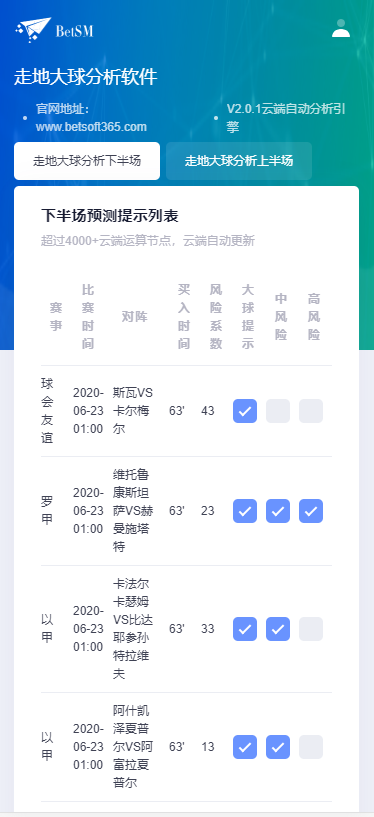 BetSM
走地大球分析软件
官网地址：
www.betsoft365.com
V2.0.1云端自动分析引
擎
走地大球分析下半场
走地大球分析上半场
下半场预测提示列表
超过4000+云端运算节点，云端自动更新
赛
事
比
赛
时
间
对阵
买
入
时
间
风
险
系
数
大
球
提
示
中
风
险
高
风
险
球
会
友
谊
2020-
06-23
01:00
斯瓦VS
卡尔梅
尔
63'
43
罗
甲
2020-
06-23
01:00
维托鲁
康斯坦
萨VS赫
曼施塔
特
63'
23
以
甲
2020-
06-23
01:00
卡法尔
卡瑟姆
VS比达
耶参孙
特拉维
夫
63'
33
以
甲
2020-
06-23
01:00
阿什凯
泽夏普
尔VS阿
富拉夏
普尔
63'
13